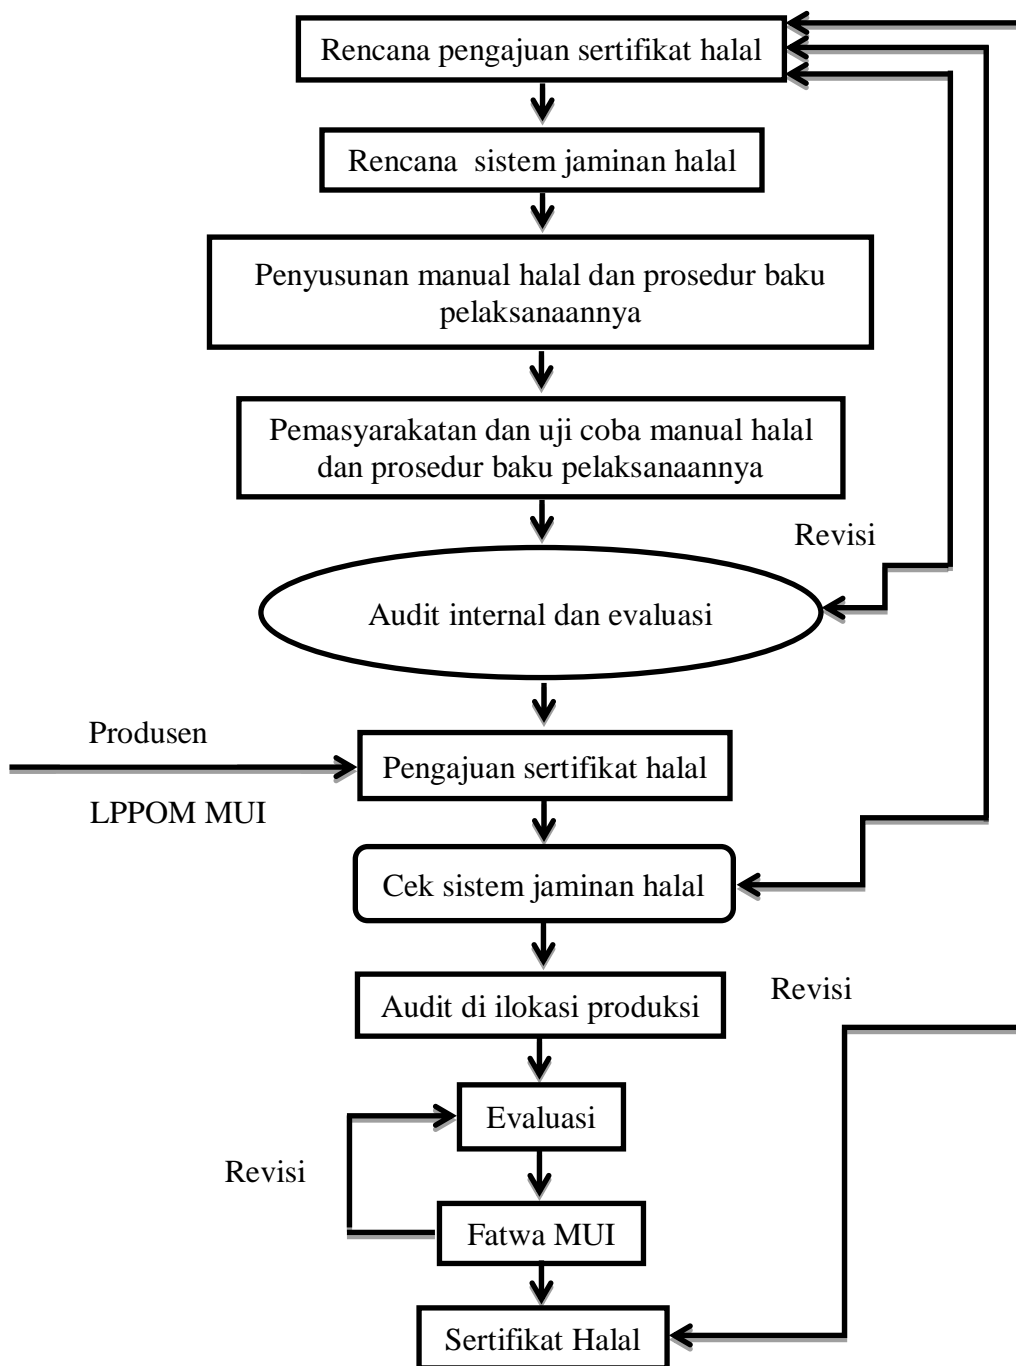 Rencana pengajuan sertifikat halal
Rencana sistem jaminan halal
Penyusunan manual halal dan prosedur baku
pelaksanaannya
Pemasyarakatan dan uji coba manual halal
dan prosedur baku pelaksanaannya
Revisi
Audit internal dan evaluasi
Produsen
Pengajuan sertifikat halal
LPPOM MUI
Cek sistem jaminan halal
Audit di ilokasi produksi
Revisi
Evaluasi
Revisi
Fatwa MUI
Sertifikat Halal